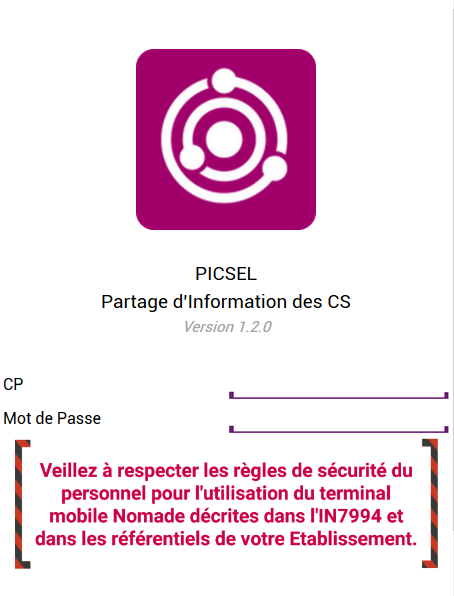 PICSEL
Partage d'Information des CS
Version 1.2.0
CP
Mot de Passe
Veillez à respecter les règles de sécurité du
personnel pour l'utilisation du terminal
mobile Nomade décrites dans l'IN7994 et
dans les référentiels de votre Etablissement.